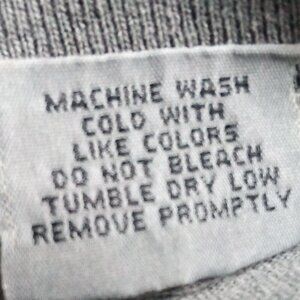 MACHINE WASH
COLD WITH
LIKE COLORS
DO NOT BLEACH
TUMBLE DRY LOW
REMOVE PROMPTLY